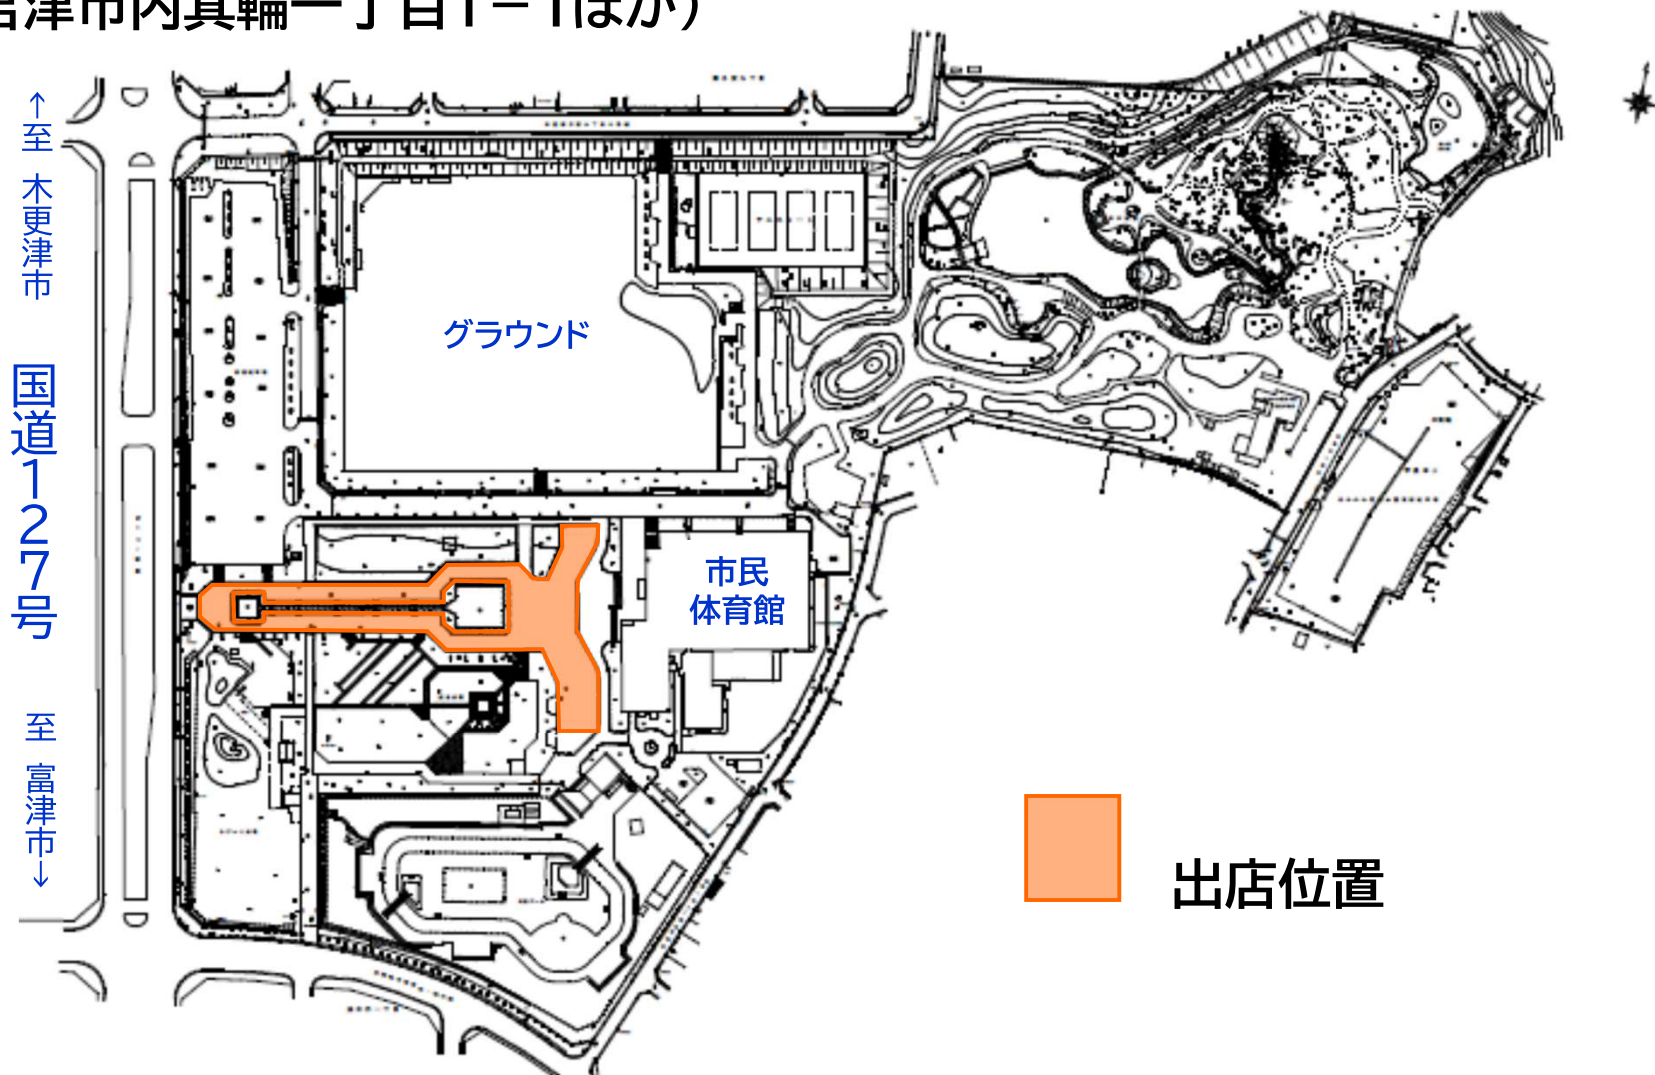 津市内箕輪一丁目1－1ほか）
↑至 木更津市
国道127号
至 富津市↓
グラウンド
市民
体育館
出店位置